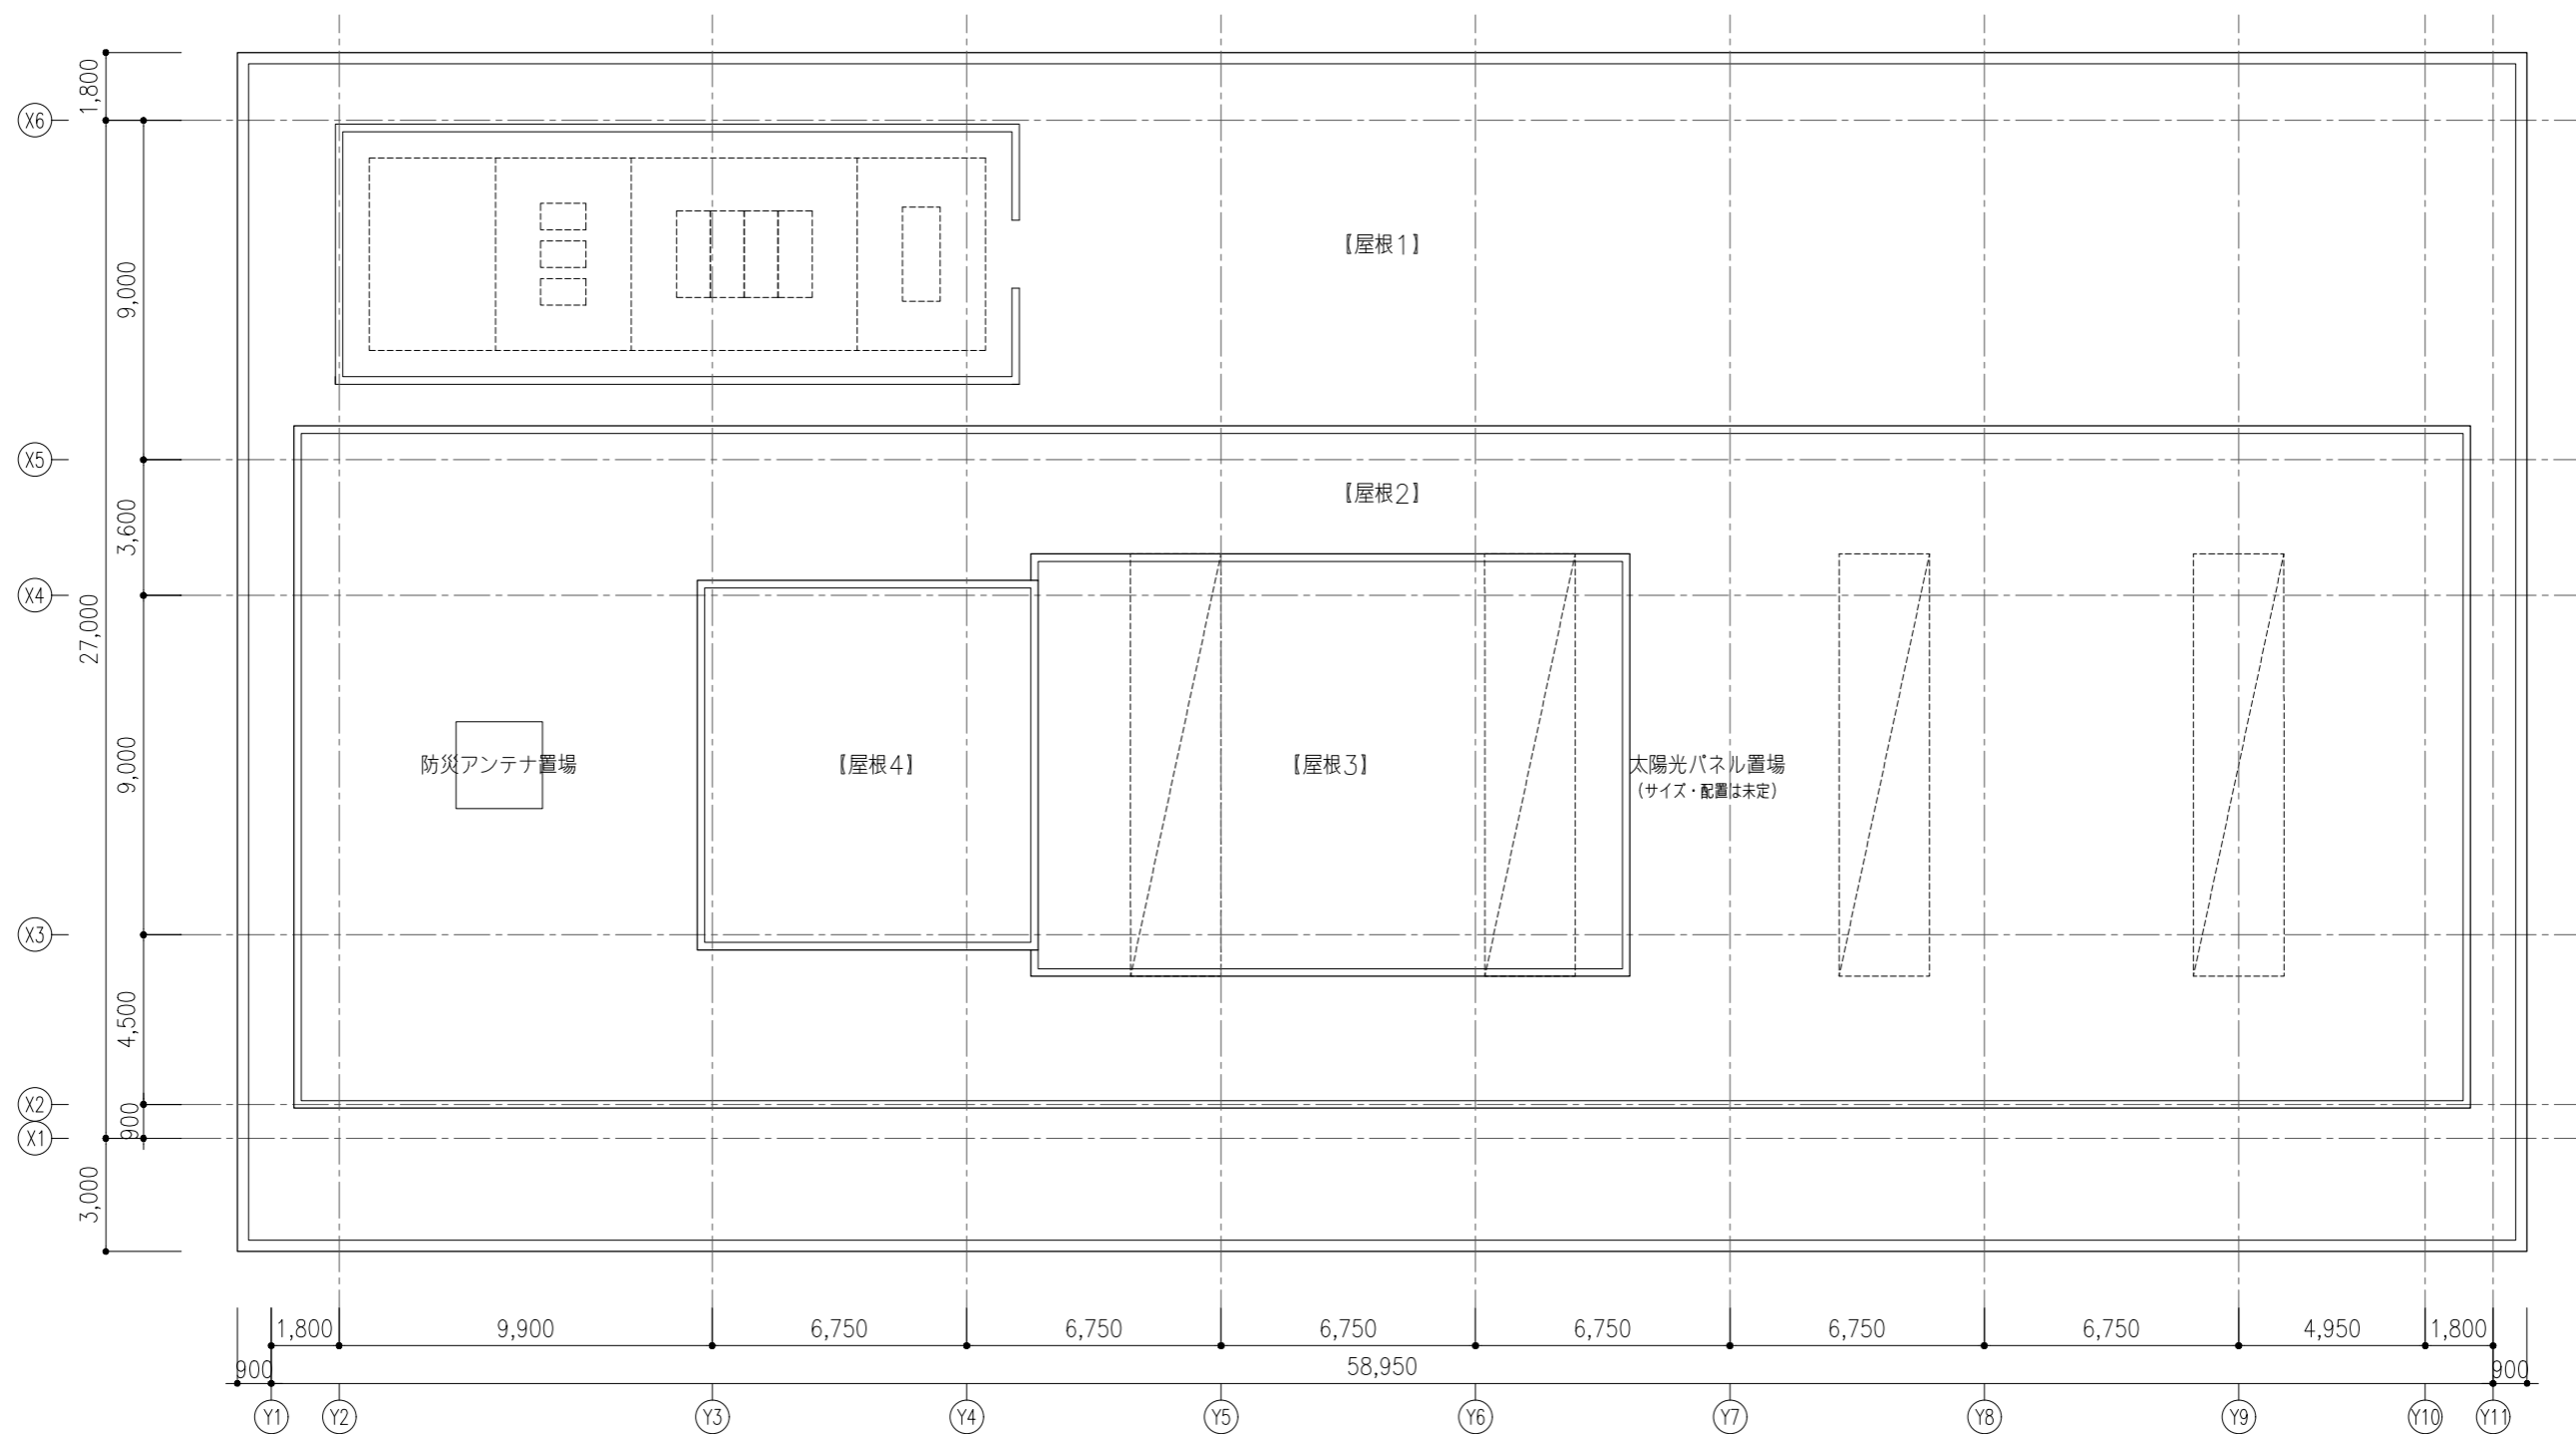 1,800
X6
9,000
【屋根1】
X5
【屋根2】
3,600
X4
27,000
9,000
防災アンテナ置場
【屋根4】
【屋根3】
太陽光パネル置場
（サイズ・配置は未定）
X3
4,500
X2
900
X1
3,000
1,800
9,900
6,750
6,750
6,750
6,750
6,750
6,750
4,950
1,800
900
58,950
900
Y1
Y2
Y3
Y4
Y5
Y6
Y7
Y8
Y9
Y10
Y11